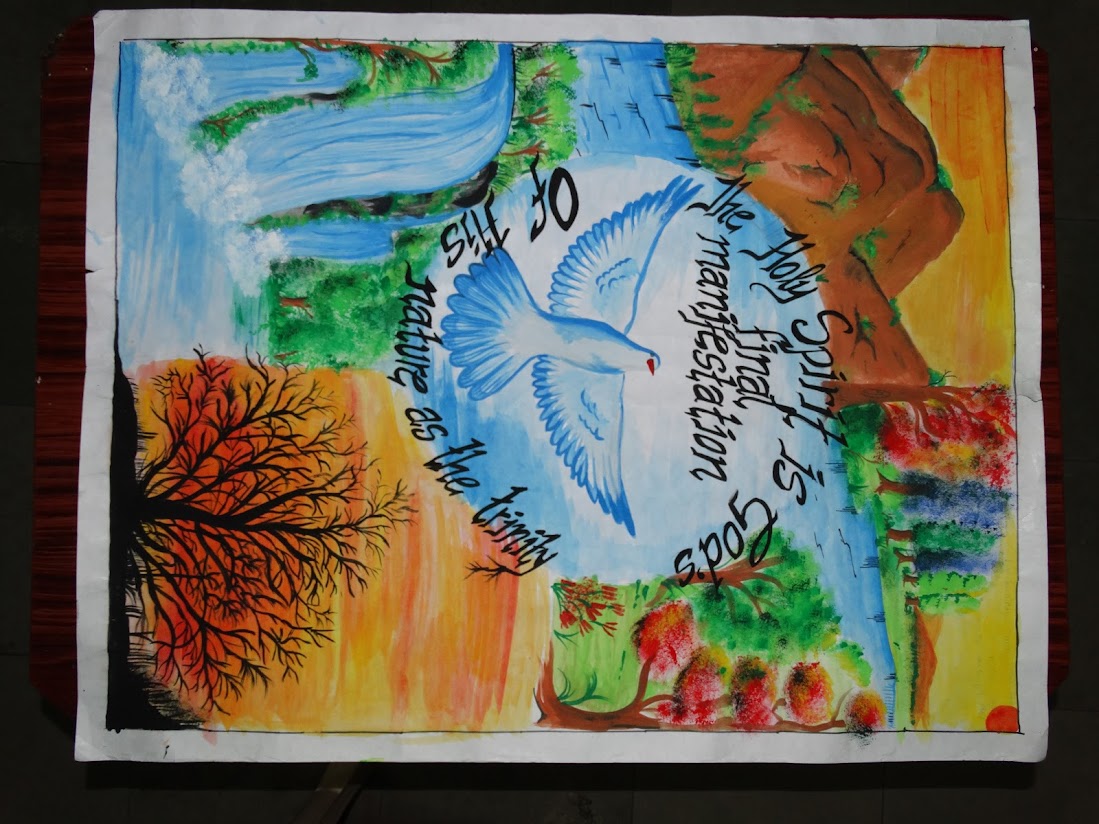 The holy Spirit is God's
final
manifestation
Of His nature as the trinity